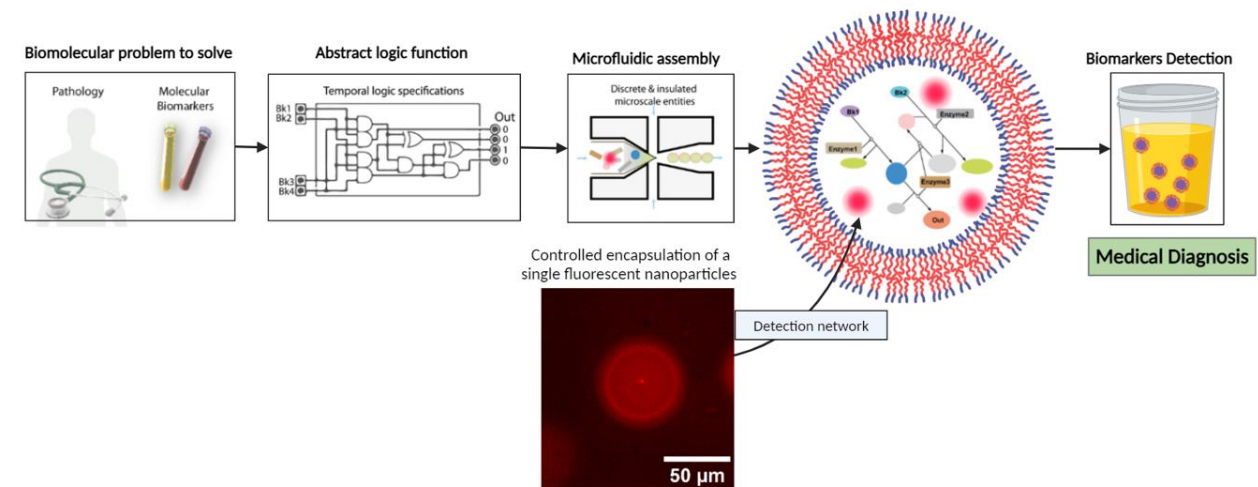 Biomolecular problem to solve
Pathology
Molecular
Biomarkers
Abstract logic function
Temporal logic specifications
Bk1
Bk2
Bk3
Bk4
Out
0
0
1
0
Microfluidic assembly
Discrete & insulated
microscale entities
Bk1
Bk2
Enzyme1
Enzyme2
Enzyme3
Out
Biomarkers Detection
Medical Diagnosis
Controlled encapsulation of a
single fluorescent nanoparticles
Detection network
50 µm